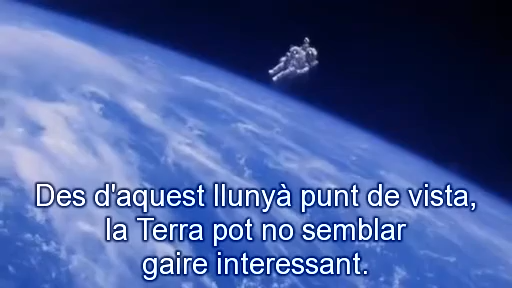 Des d'aquest llunyà punt de vista,
la Terra pot no semblar
gaire interessant.